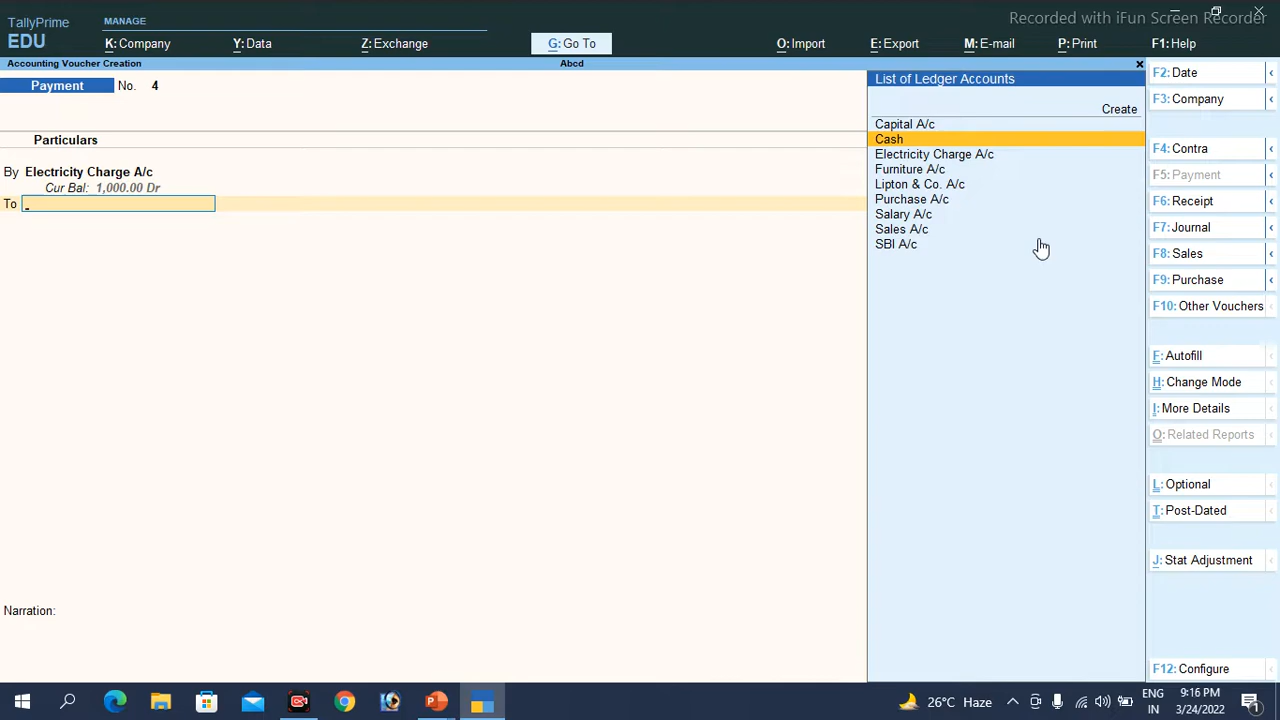 Recorded with iFun Screen Recorder
TallyPrime
EDU
MANAGE
K: Company
Y: Data
Z: Exchange
G: Go To
O: Import
E: Export
M: E-mail
P: Print
F1: Help
Accounting Voucher Creation
Abcd
Payment No. 4
Particulars
By Electricity Charge A/c
Cur Bal: 1,000.00 Dr
To
Narration:
List of Ledger Accounts
Create
Capital A/c
Cash
Electricity Charge A/c
Furniture A/c
Lipton & Co. A/c
Purchase A/c
Salary A/c
Sales A/c
SBI A/c
F2: Date
F3: Company
F4: Contra
F5: Payment
F6: Receipt
F7: Journal
F8: Sales
F9: Purchase
F10: Other Vouchers
F: Autofill
H: Change Mode
I: More Details
O: Related Reports
L: Optional
T: Post-Dated
J: Stat Adjustment
F12: Configure
26°C Haze
ENG
IN
9:16 PM
3/24/2022
1